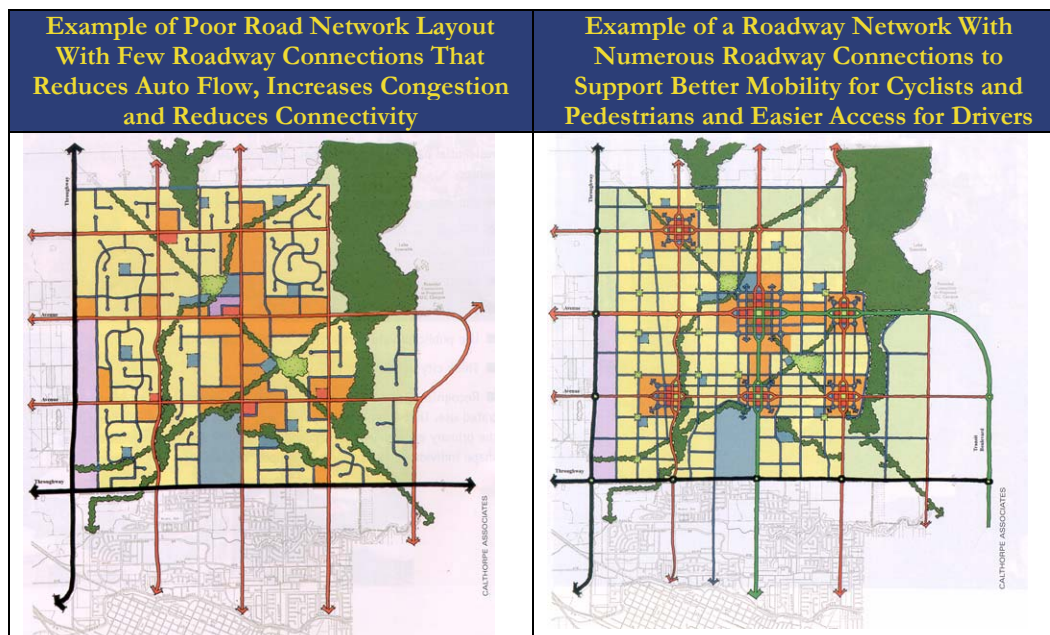 Example of Poor Road Network Layout
With Few Roadway Connections That
Reduces Auto Flow, Increases Congestion
and Reduces Connectivity
Example of a Roadway Network With
Numerous Roadway Connections to
Support Better Mobility for Cyclists and
Pedestrians and Easier Access for Drivers
Throughway
Avenue
Avenue
Throughway
CALTHORPE ASSOCIATES
Throughway
Avenue
Avenue
Throughway
Transit
Boulevard
CALTHORPE ASSOCIATES